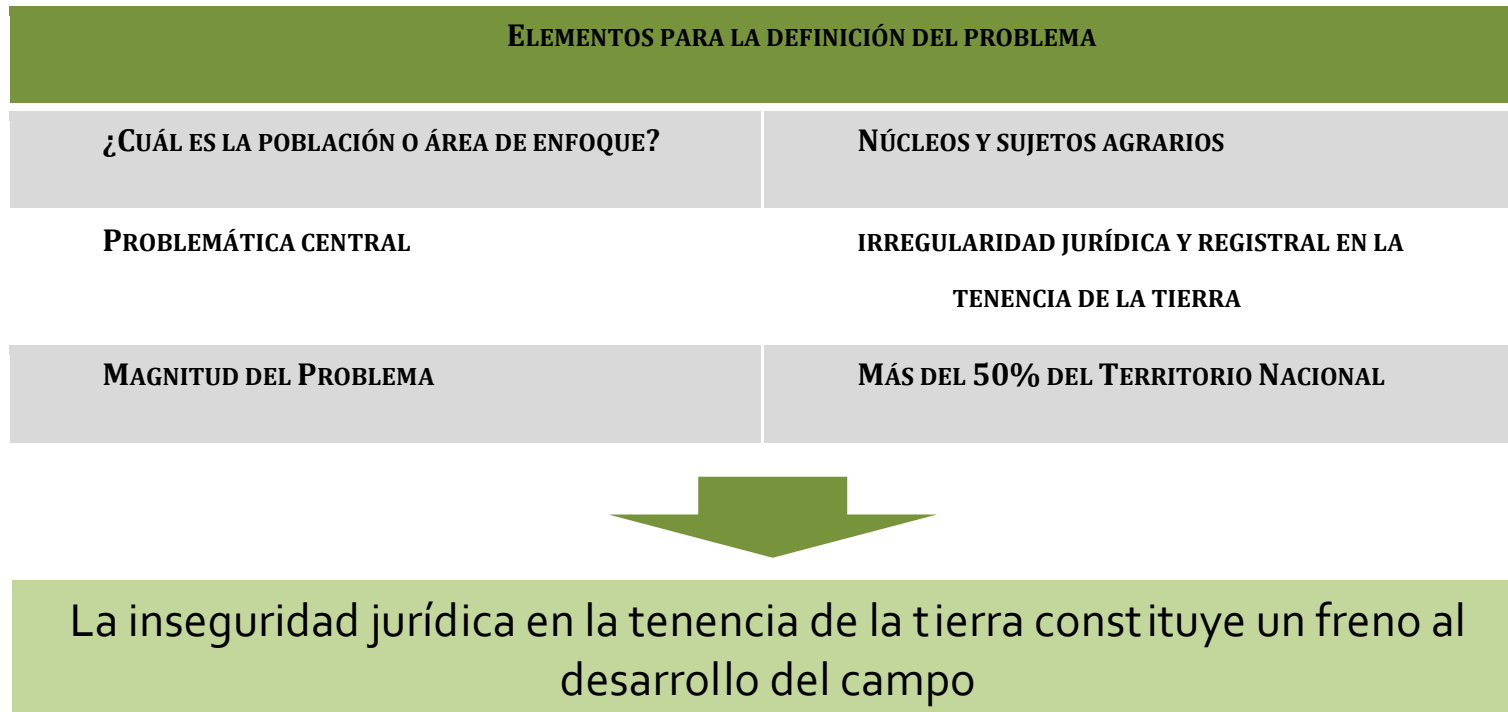 ELEMENTOS PARA LA DEFINICIÓN DEL PROBLEMA
¿CUÁL ES LA POBLACIÓN O ÁREA DE ENFOQUE?
NÚCLEOS Y SUJETOS AGRARIOS
PROBLEMÁTICA CENTRAL
IRREGULARIDAD JURÍDICA Y REGISTRAL EN LA
TENENCIA DE LA TIERRA
MAGNITUD DEL PROBLEMA
MÁS DEL 50% DEL TERRITORIO NACIONAL
La inseguridad jurídica en la tenencia de la tierra constituye un freno al
desarrollo del campo